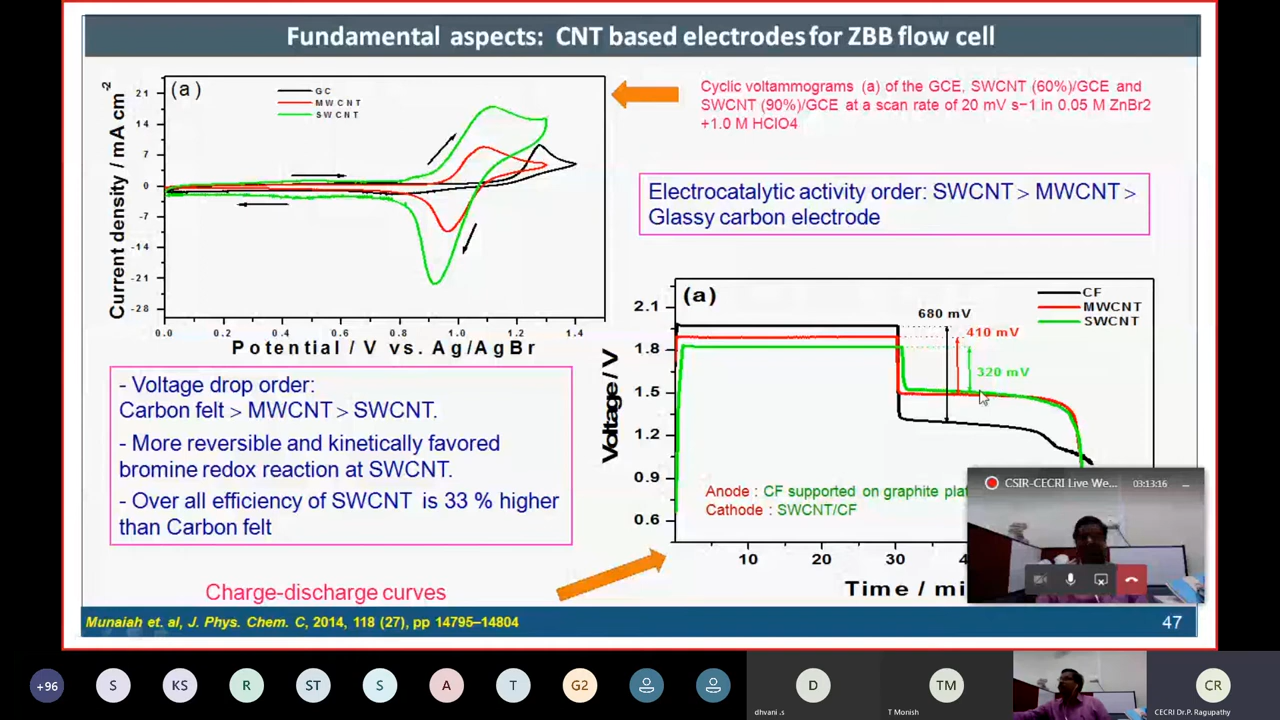 Fundamental aspects: CNT based electrodes for ZBB flow cell
(a)
GC
MWCNT
SWCNT
21
14
7
0
-7
-14
-21
-28
Current density / mA cm-2
0.0 0.2 0.4 0.6 0.8 1.0 1.2 1.4
Potential / V vs. Ag/AgBr
Cyclic voltammograms (a) of the GCE, SWCNT (60%)/GCE and
SWCNT (90%)/GCE at a scan rate of 20 mV s−1 in 0.05 M ZnBr2
+1.0 M HClO4
Electrocatalytic activity order: SWCNT > MWCNT >
Glassy carbon electrode
- Voltage drop order:
Carbon felt > MWCNT > SWCNT.
- More reversible and kinetically favored
bromine redox reaction at SWCNT.
- Over all efficiency of SWCNT is 33 % higher
than Carbon felt
(a)
CF
MWCNT
SWCNT
680 mV
410 mV
320 mV
2.1
1.8
1.5
1.2
0.9
0.6
Voltage / V
Anode : CF supported on graphite plat
Cathode : SWCNT/CF
10 20 30 4
Time / mi
Charge-discharge curves
CSIR-CECRI Live We... 03:13:16
Munaiah et. al, J. Phys. Chem. C, 2014, 118 (27), pp 14795–14804
47
+96 S KS R ST S A T G2 D TM CR
dhvani .s
T Monish
CECRI Dr.P. Ragupathy